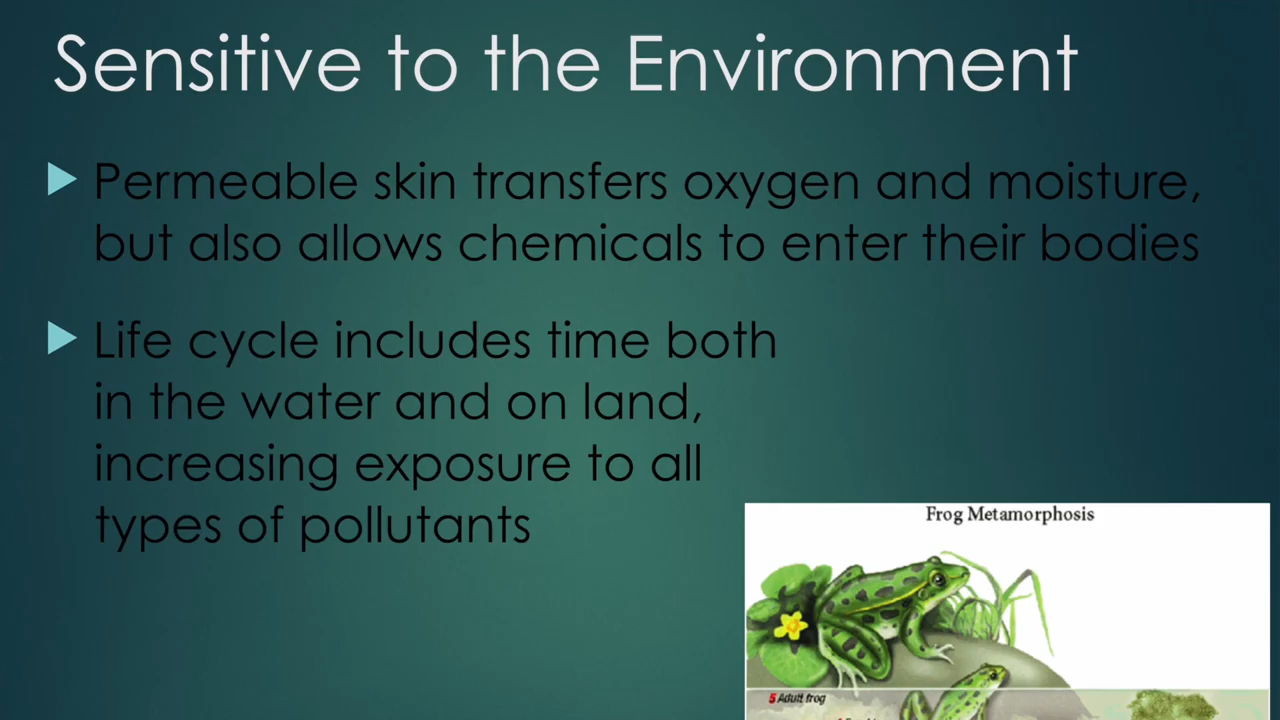 Sensitive to the Environment
Permeable skin transfers oxygen and moisture,
but also allows chemicals to enter their bodies
Life cycle includes time both
in the water and on land,
increasing exposure to all
types of pollutants
Frog Metamorphosis
5 Adult frog